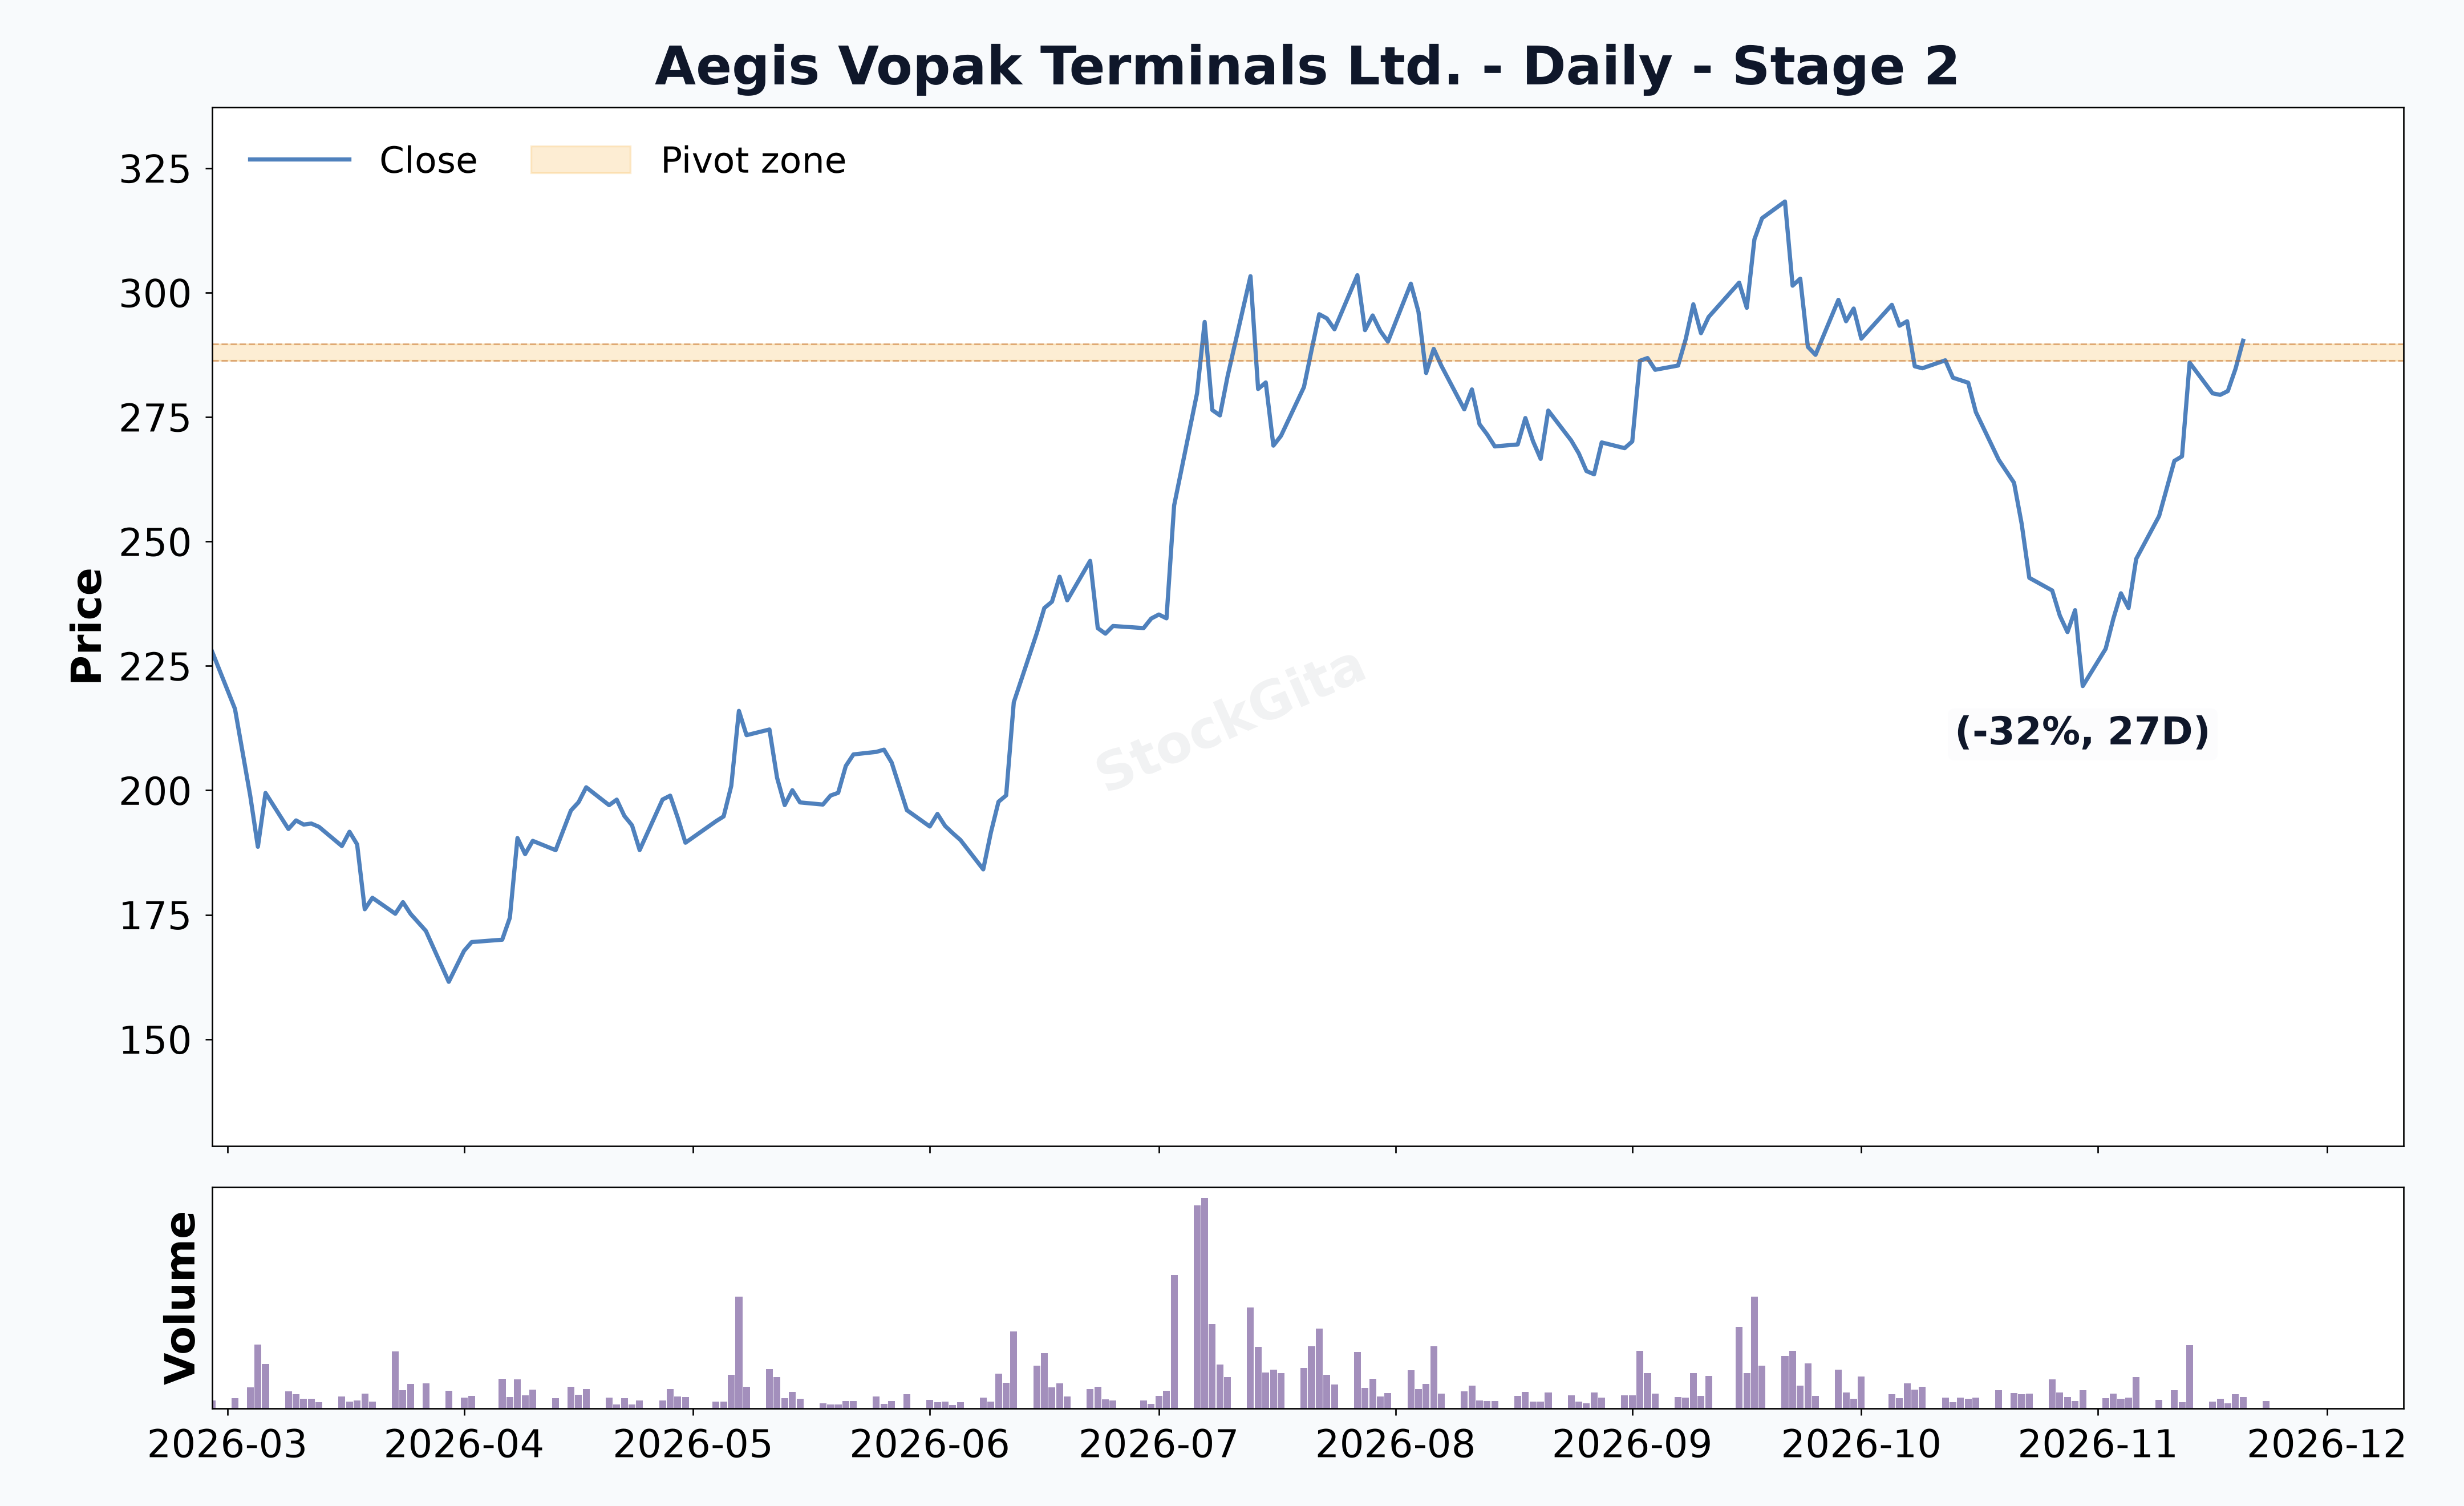 Aegis Vopak Terminals Ltd. - Daily - Stage 2
Close
Pivot zone
325
300
275
250
225
200
175
150
Price
StockGita
(-32%, 27D)
Volume
2026-03
2026-04
2026-05
2026-06
2026-07
2026-08
2026-09
2026-10
2026-11
2026-12